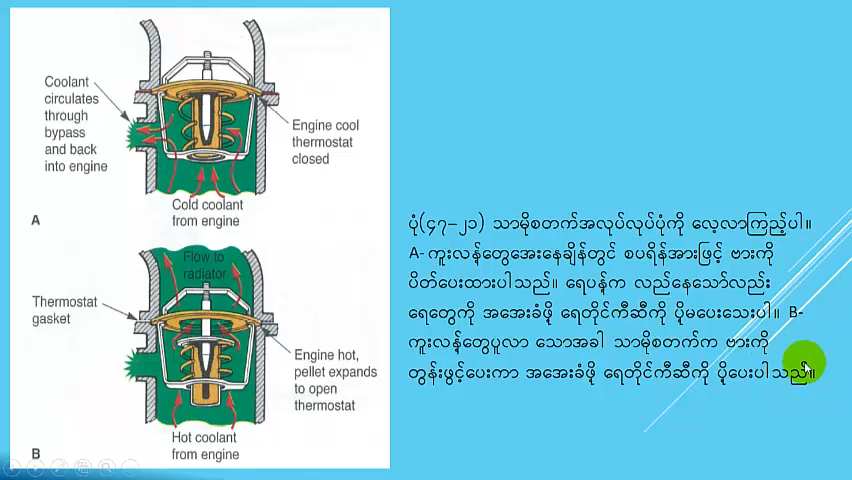 Coolant
circulates
through
bypass
and back
into engine
Engine cool
thermostat
closed
Cold coolant
from engine
A
Flow to
radiator
Thermostat
gasket
Engine hot,
pellet expands
to open
thermostat
Hot coolant
from engine
B
ပုံ(၄၇–၂၁) သာမိုစတက်အလုပ်လုပ်ပုံကို လေ့လာကြည့်ပါ။
A- ကူးလန့်တွေအေးနေချိန်တွင် စပရိန်အားဖြင့် ဗားကို
ပိတ်ပေးထားပါသည်။ ရေပန့်က လည်နေသော်လည်း
ရေတွေကို အအေးခံဖို့ ရေတိုင်ကီဆီကို ပို့မပေးသေးပါ။ B-
ကူးလန့်တွေပူလာ သောအခါ သာမိုစတက်က ဗားကို
တွန်းဖွင့်ပေးကာ အအေးခံဖို့ ရေတိုင်ကီဆီကို ပို့ပေးပါသည်။